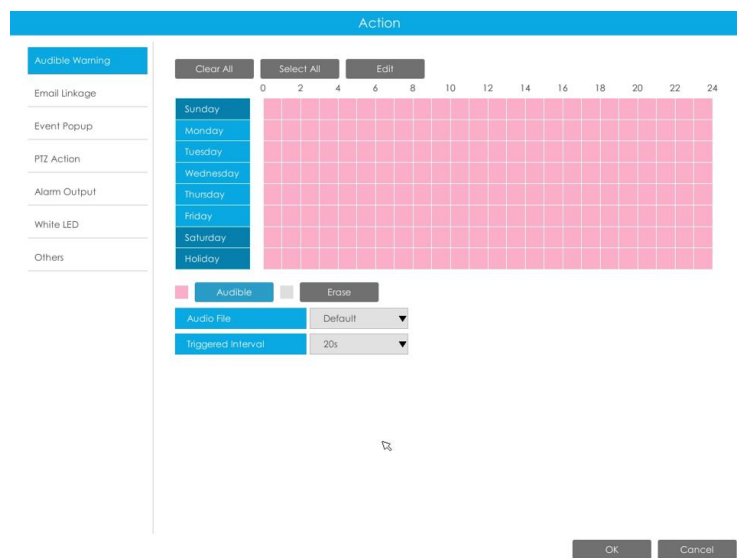 Action
Audible Warning
Email Linkage
Event Popup
PTZ Action
Alarm Output
White LED
Others
Clear All Select All Edit
0 2 4 6 8 10 12 14 16 18 20 22 24
Sunday
Monday
Tuesday
Wednesday
Thursday
Friday
Saturday
Holiday
Audible Erase
Audio File Default
Triggered Interval 20s
OK Cancel